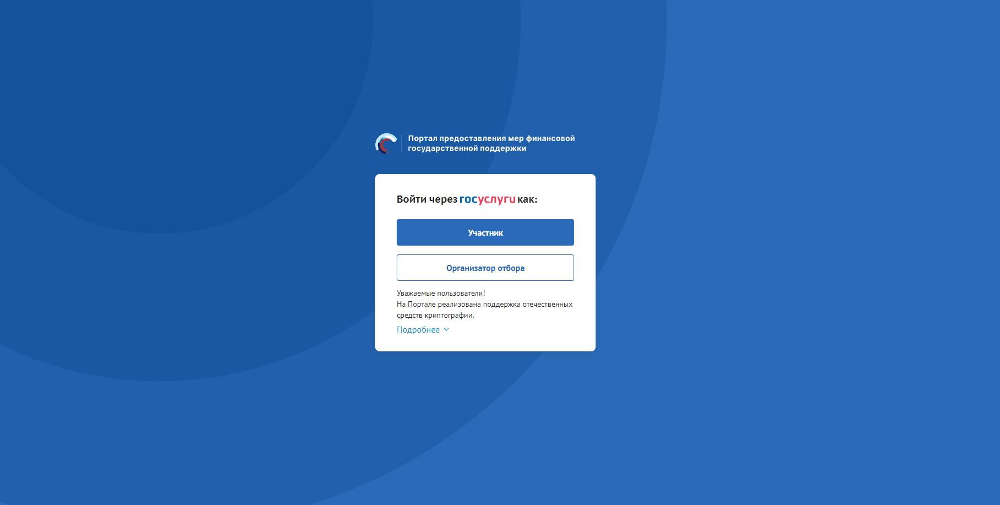 Портал предоставления мер финансовой
государственной поддержки
Войти через госуслуги как:
Участник
Организатор отбора
Уважаемые пользователи!
На Портале реализована поддержка отечественных
средств криптографии.
Подробнее